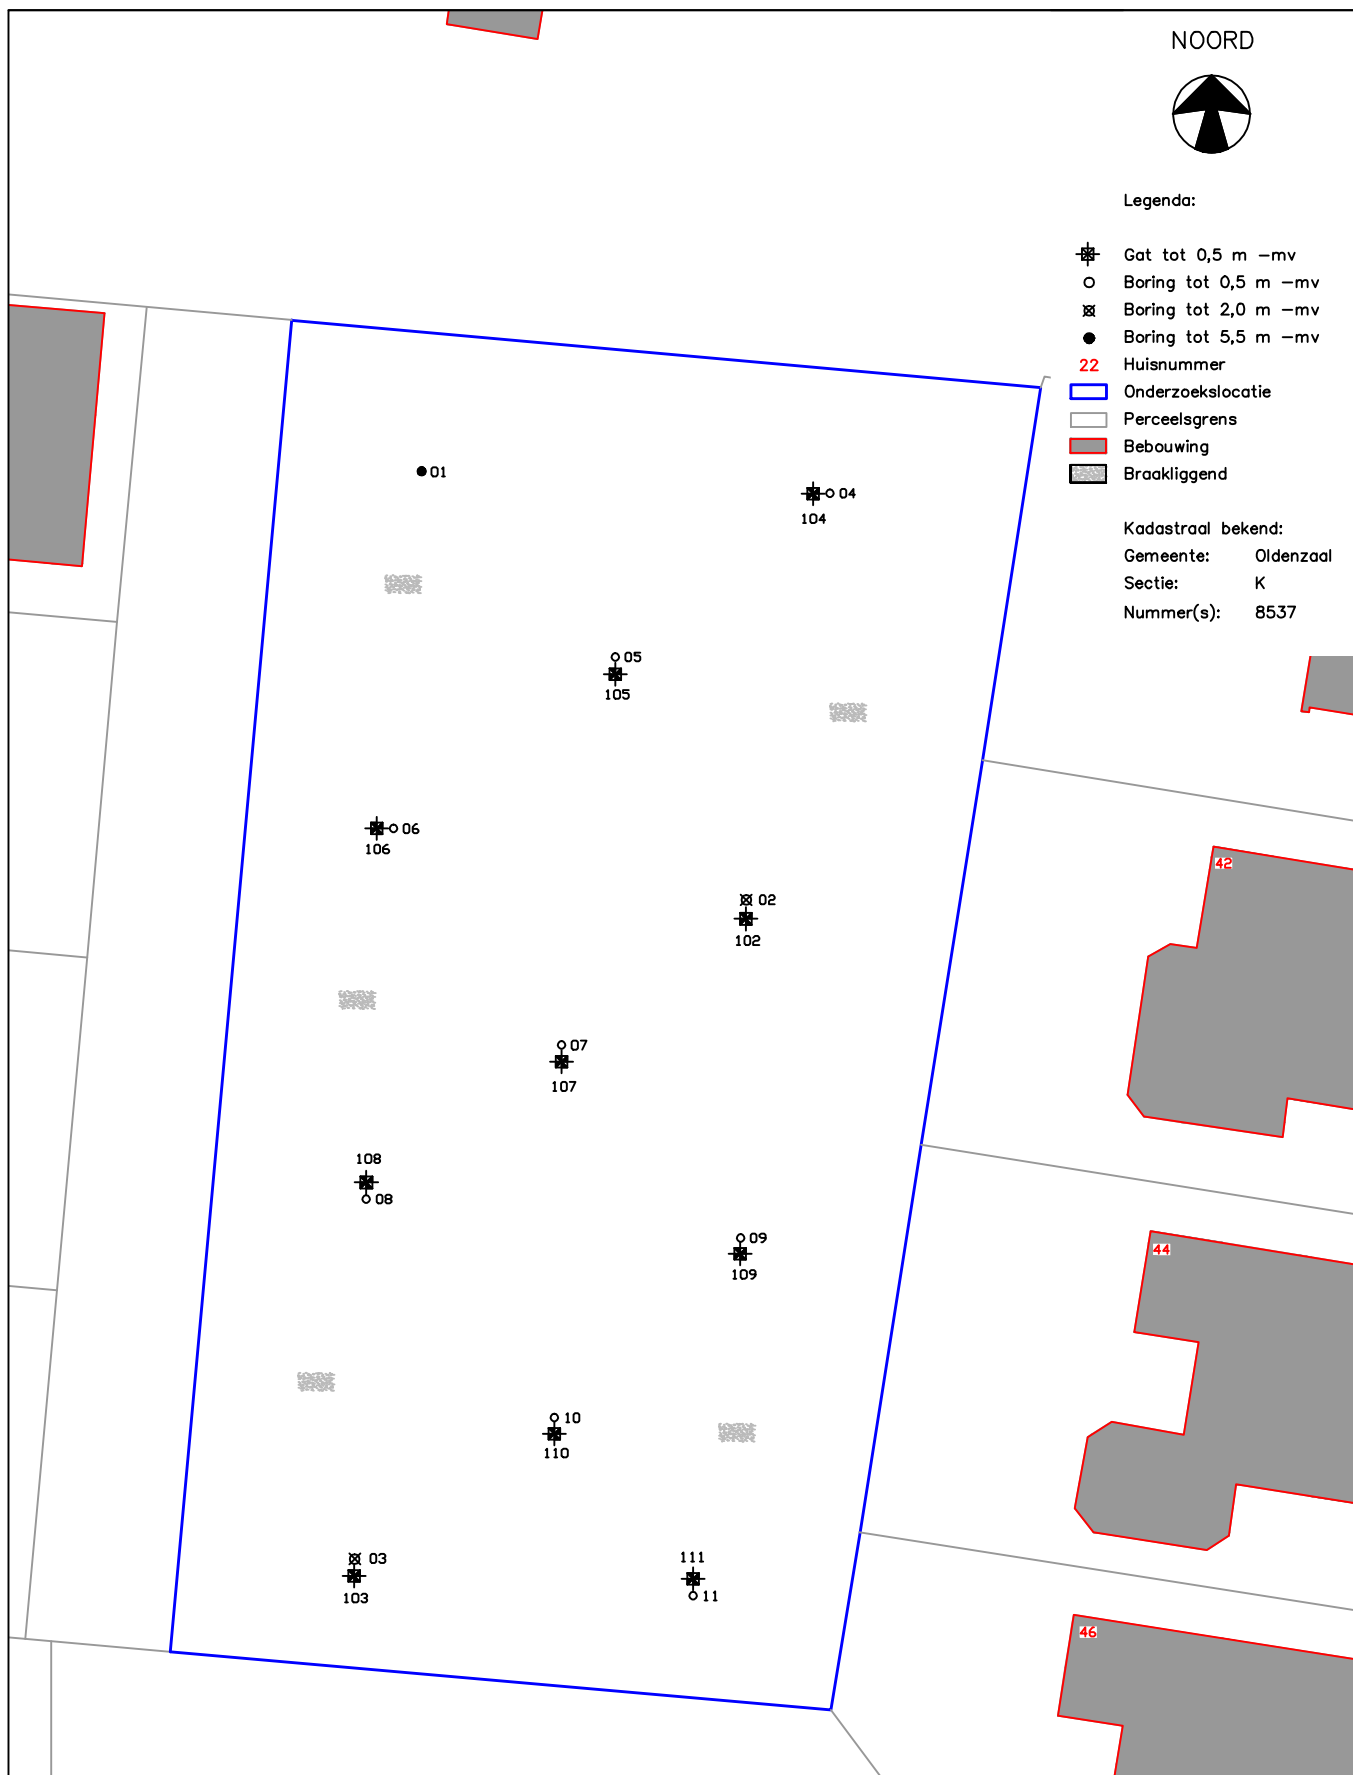 NOORD
Legenda:
Gat tot 0,5 m -mv
Boring tot 0,5 m -mv
Boring tot 2,0 m -mv
Boring tot 5,5 m -mv
22 Huisnummer
Onderzoekslocatie
Perceelsgrens
Bebouwing
Braakliggend
Kadastraal bekend:
Gemeente: Oldenzaal
Sectie: K
Nummer(s): 8537
01
04
104
05
105
06
106
02
102
42
07
107
108
08
09
109
44
10
110
03
103
111
11
46